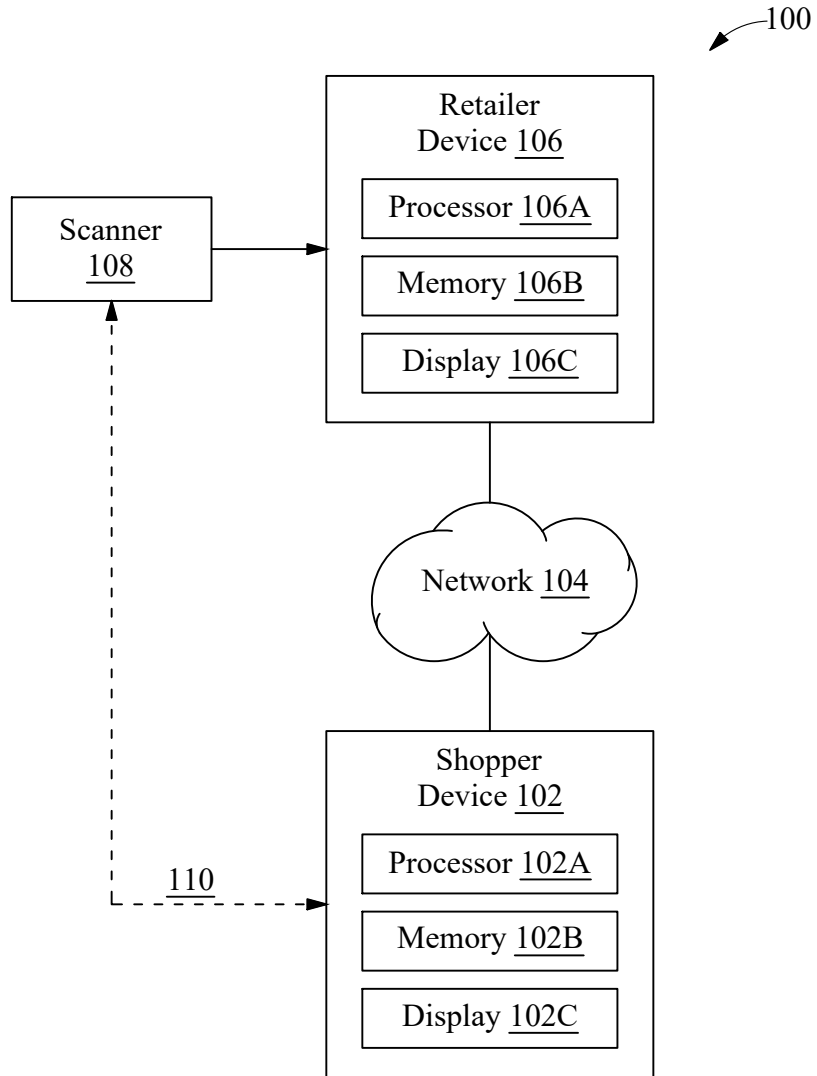 100
Retailer
Device 106
Processor 106A
Scanner
108
Memory 106B
Display 106C
Network 104
Shopper
Device 102
Processor 102A
110
Memory 102B
Display 102C